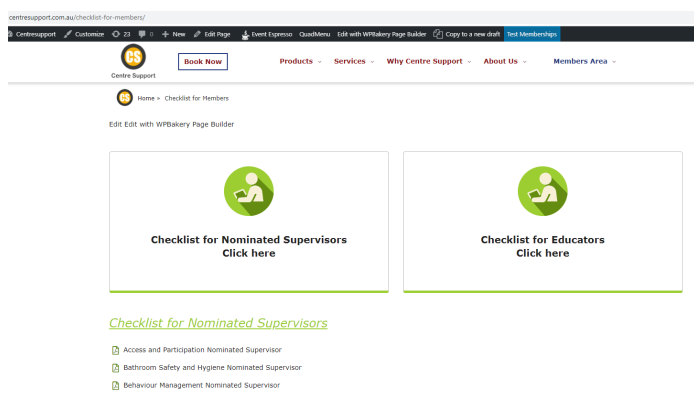 centresupport.com.au/checklist-for-members/
Centresupport Customize 23 0 New Edit Page Event Espresso QuadMenu Edit with WPBakery Page Builder Copy to a new draft Test Memberships
CS
Centre Support
Book Now
Products Services Why Centre Support About Us Members Area
CS Home > Checklist for Members
Edit Edit with WPBakery Page Builder
Checklist for Nominated Supervisors
Click here
Checklist for Educators
Click here
Checklist for Nominated Supervisors
Access and Participation Nominated Supervisor
Bathroom Safety and Hygiene Nominated Supervisor
Behaviour Management Nominated Supervisor